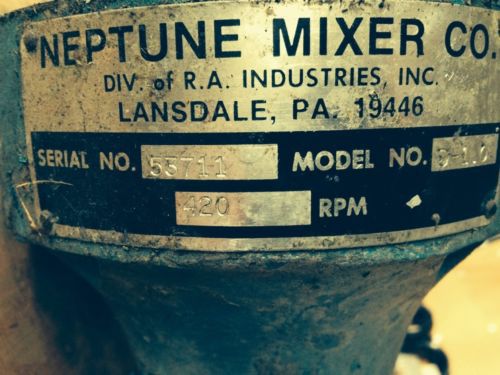 NEPTUNE MIXER CO.
DIV. of R.A. INDUSTRIES, INC.
LANSDALE, PA. 19446
SERIAL NO. 53711 MODEL NO.
420 RPM